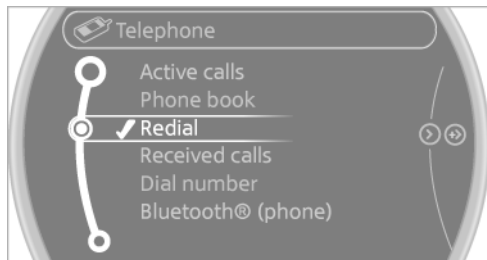 Telephone
Active calls
Phone book
Redial
Received calls
Dial number
Bluetooth® (phone)